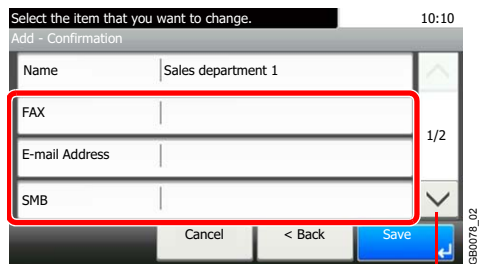 Select the item that you want to change. 10:10
Add - Confirmation
Name Sales department 1
FAX
E-mail Address
1/2
SMB
Cancel < Back Save
GB0078_02